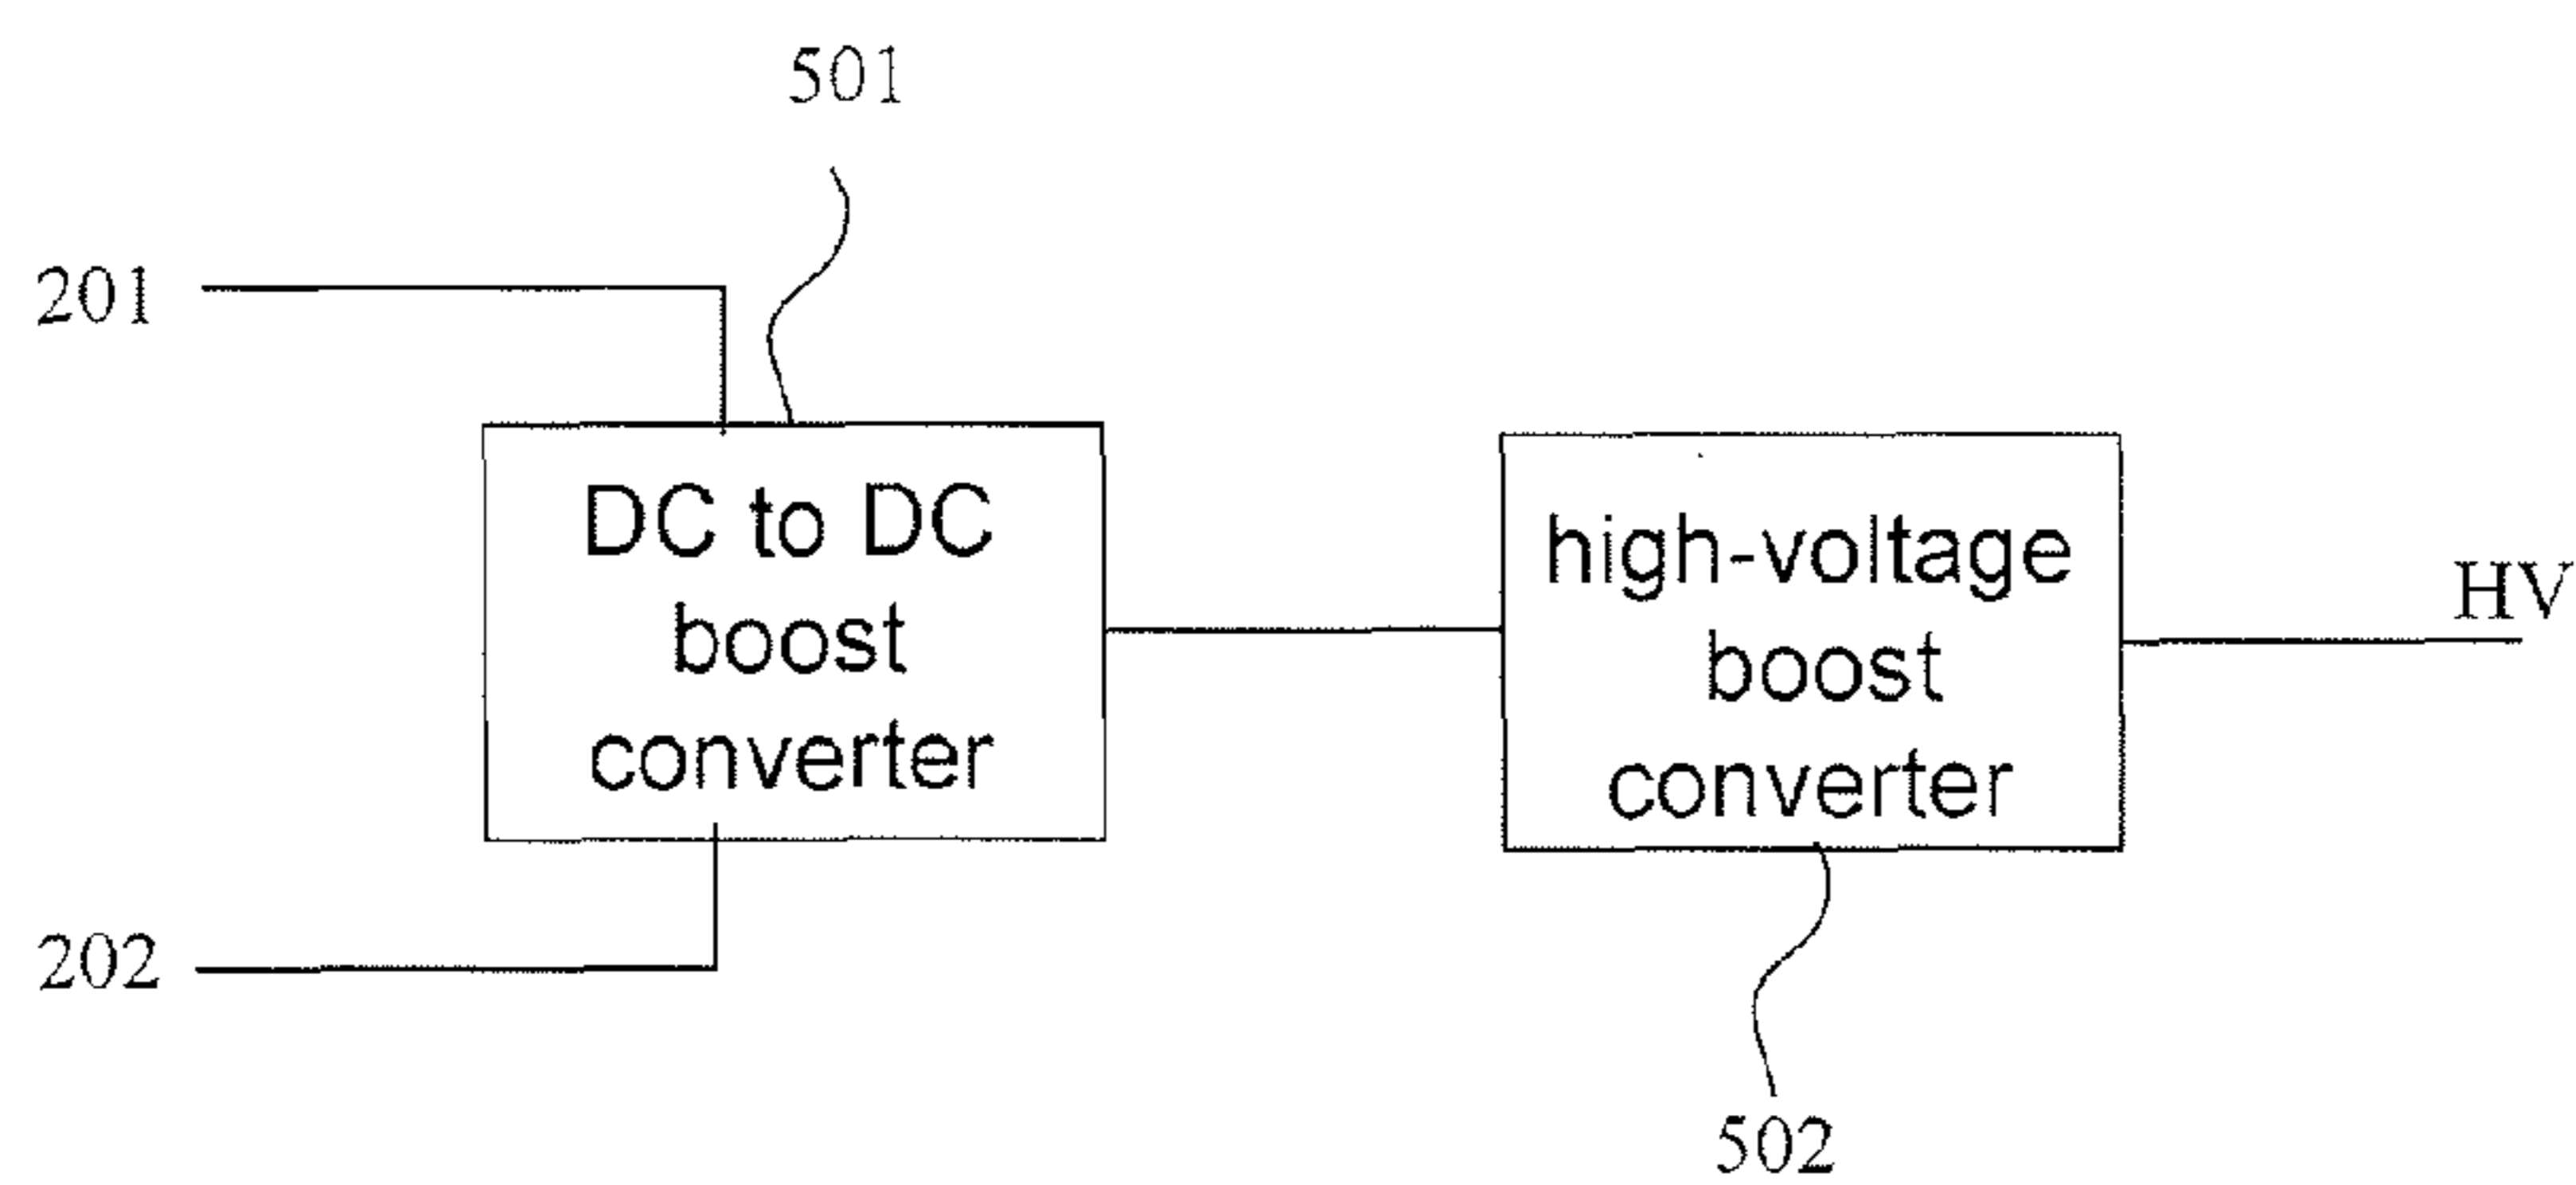 501
201
DC to DC
boost
converter
high-voltage
boost
converter
HV
202
502